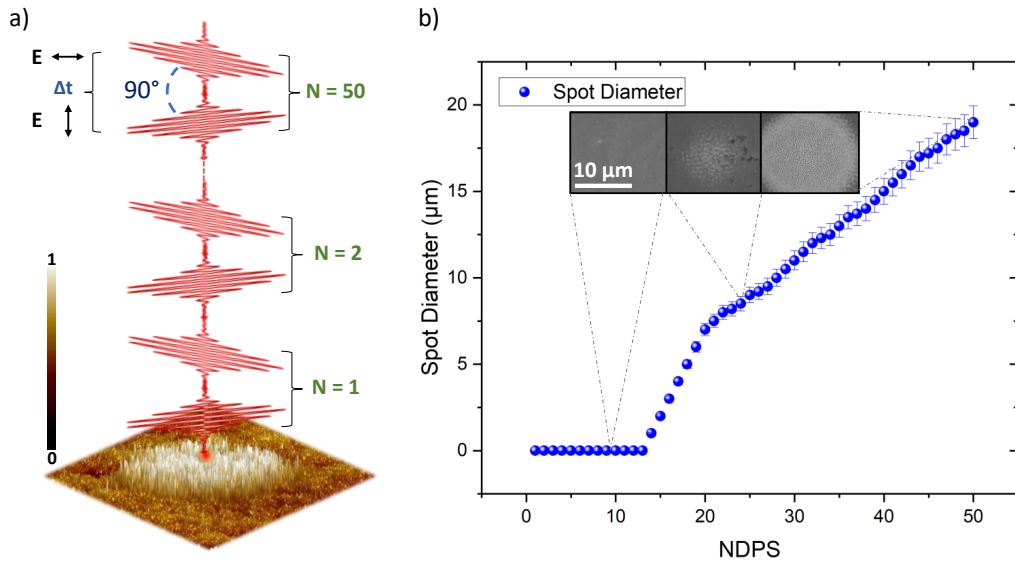 a)
E
Δt
E
90°
N = 50
N = 2
N = 1
1
0
b)
Spot Diameter
10 µm
Spot Diameter (µm)
20
15
10
5
0
0
10
20
30
40
50
NDPS